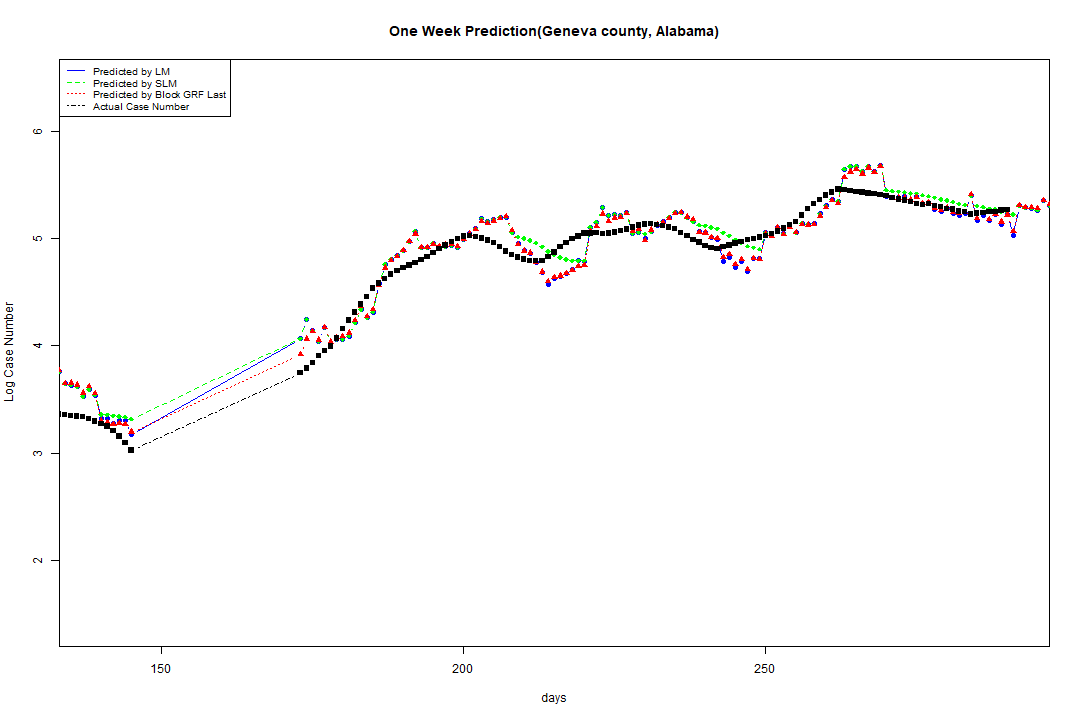 One Week Prediction(Geneva county, Alabama)
Predicted by LM
Predicted by SLM
Predicted by Block GRF Last
Actual Case Number
6
5
4
3
2
Log Case Number
150
200
250
days